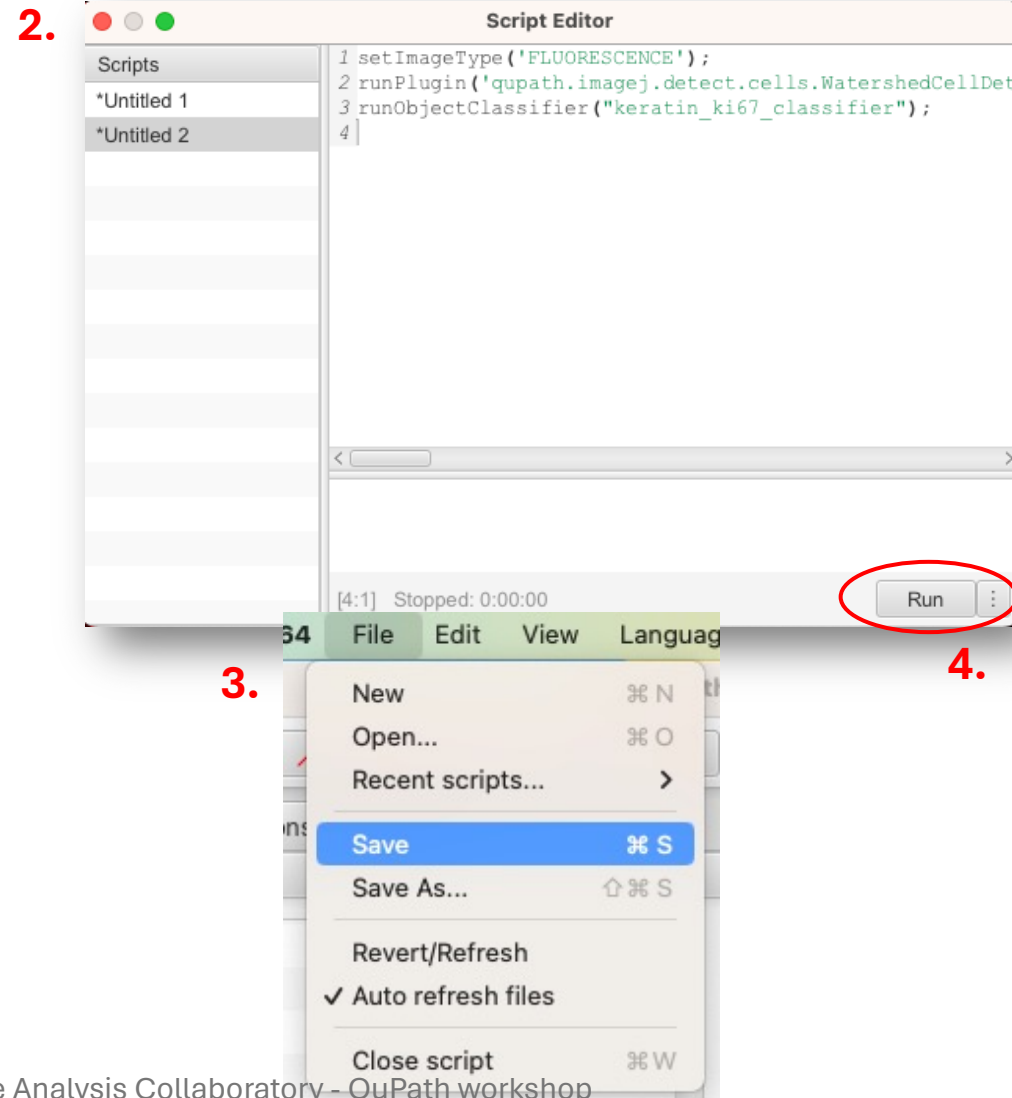 2.
Script Editor
Scripts
*Untitled 1
*Untitled 2
1 setImageType('FLUORESCENCE');
2 runPlugin('qupath.imagej.detect.cells.WatershedCellDet
3 runObjectClassifier("keratin_ki67_classifier");
4
[4:1] Stopped: 0:00:00
Run
4.
3.
64 File Edit View Languag
New ⌘ N
Open... ⌘ O
Recent scripts... >
Save ⌘ S
Save As... ⇧ ⌘ S
Revert/Refresh
✓ Auto refresh files
Close script ⌘ W
e Analysis Collaboratory - QuPath workshop